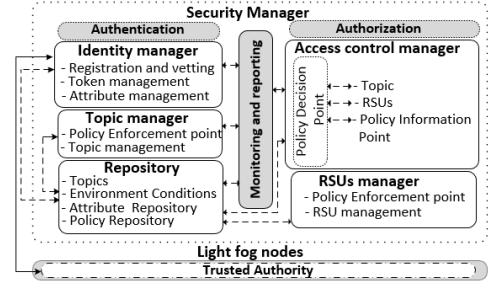 Security Manager
Authentication
Authorization
Identity manager
- Registration and vetting
- Token management
- Attribute management
Topic manager
- Policy Enforcement point
- Topic management
Repository
- Topics
- Environment Conditions
- Attribute Repository
- Policy Repository
Monitoring and reporting
Access control manager
Policy Decision
Point
- Topic
- RSUs
- Policy Information
Point
RSUs manager
- Policy Enforcement point
- RSU management
Light fog nodes
Trusted Authority